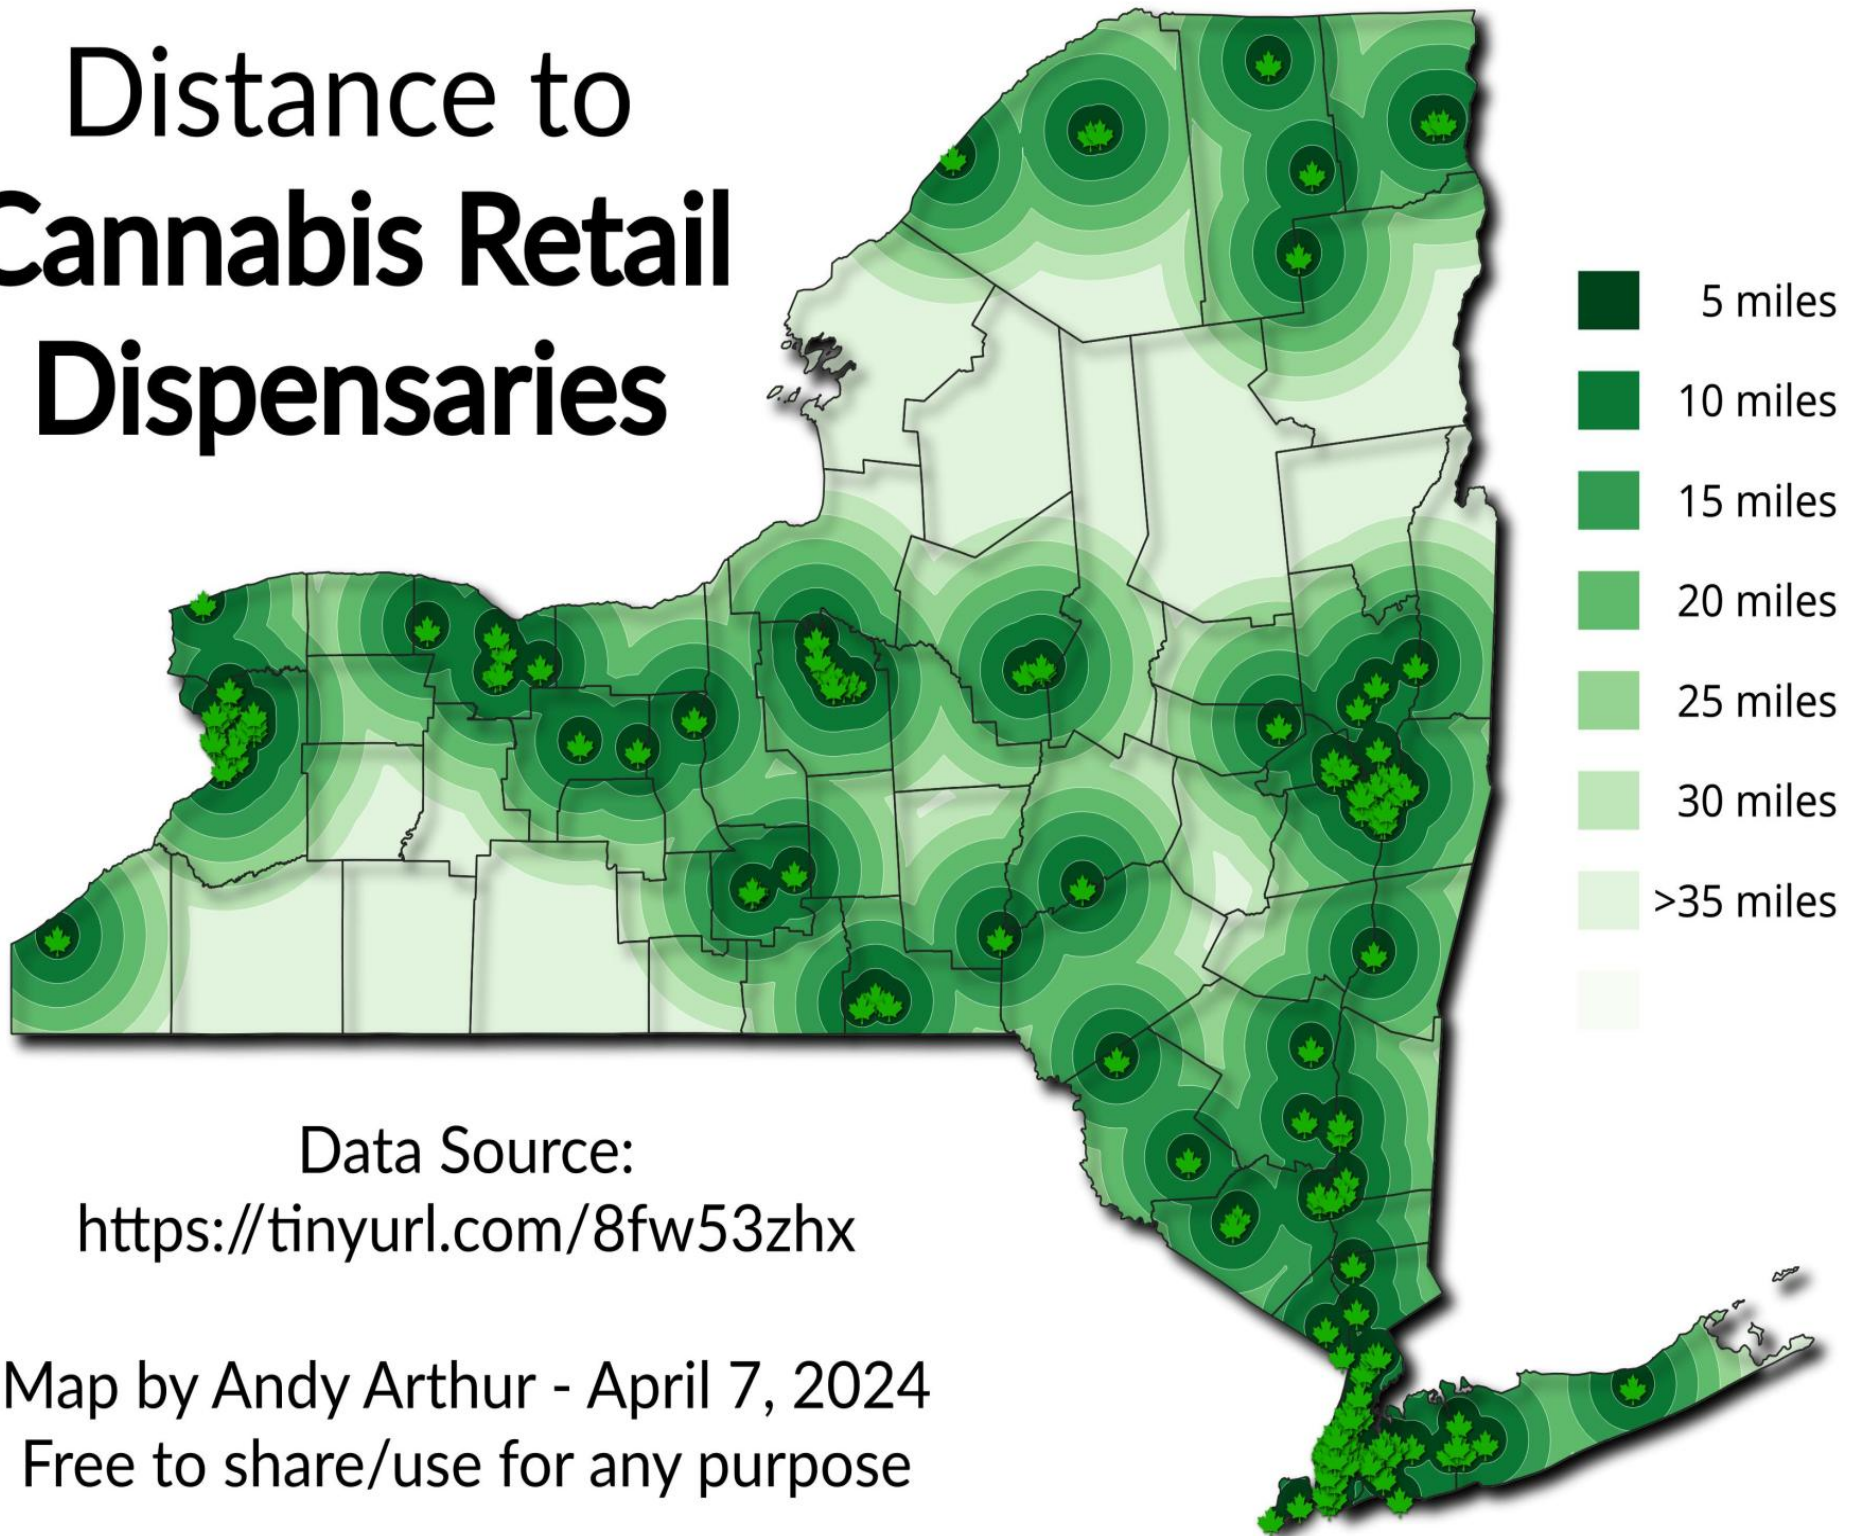 Distance to
Cannabis Retail
Dispensaries
5 miles
10 miles
15 miles
20 miles
25 miles
30 miles
>35 miles
Data Source:
https://tinyurl.com/8fw53zhx
Map by Andy Arthur - April 7, 2024
Free to share/use for any purpose